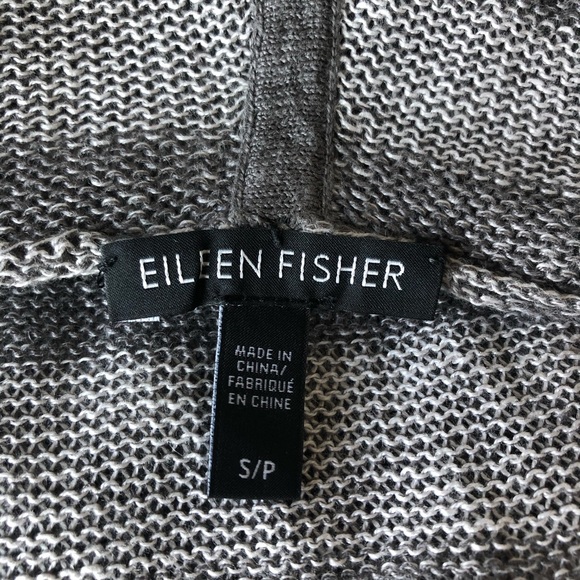 EILEEN FISHER
MADE IN
CHINA/
FABRIQUÉ
EN CHINE
S/P